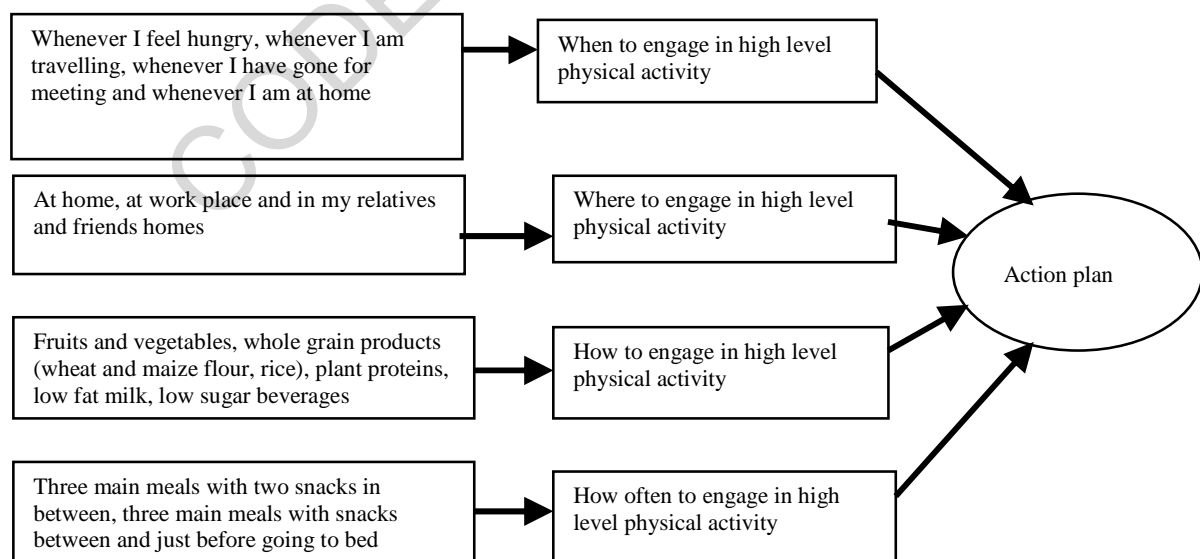 Whenever I feel hungry, whenever I am
travelling, whenever I have gone for
meeting and whenever I am at home
When to engage in high level
physical activity
At home, at work place and in my relatives
and friends homes
Where to engage in high level
physical activity
Action plan
Fruits and vegetables, whole grain products
(wheat and maize flour, rice), plant proteins,
low fat milk, low sugar beverages
How to engage in high level
physical activity
Three main meals with two snacks in
between, three main meals with snacks
between and just before going to bed
How often to engage in high
level physical activity
CODE